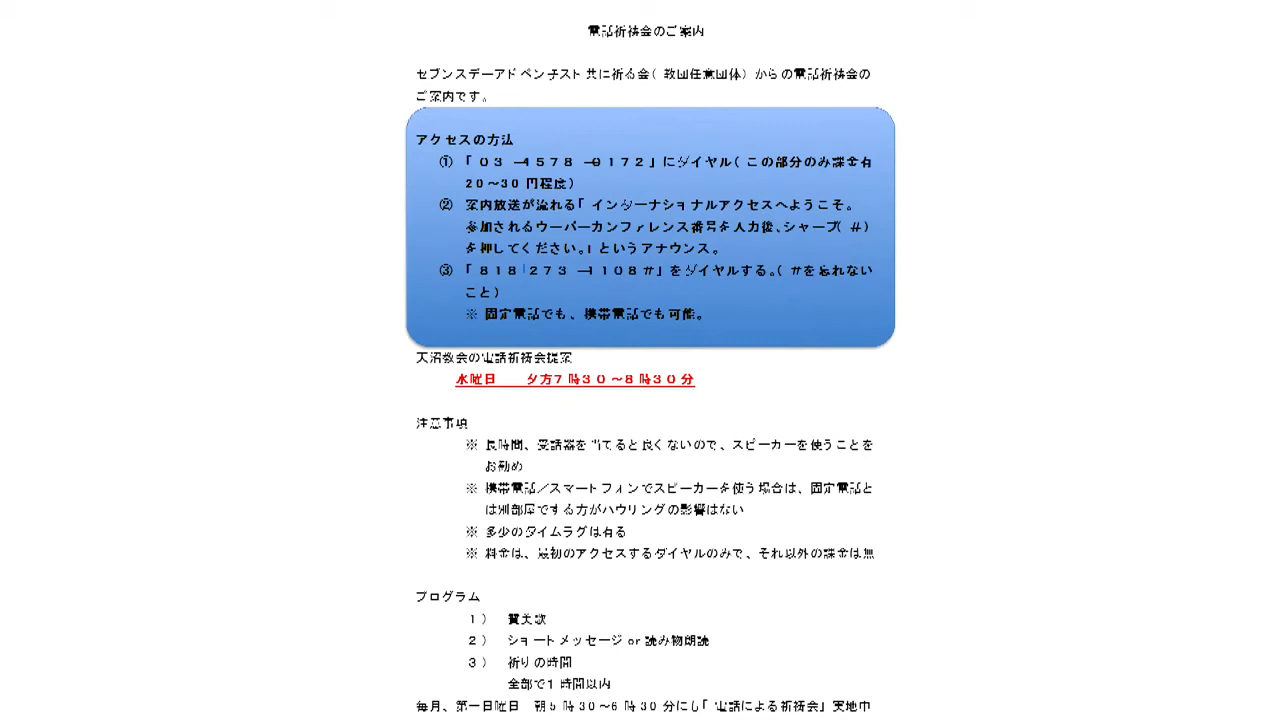 電話祈祷会のご案内
セブンスデーアドベンチスト共に祈る会(教団任意団体)からの電話祈祷会の
ご案内です。
アクセスの方法
① 「03-4578-9172」にダイヤル(この部分のみ課金有
20～30円程度)
② 案内放送が流れる「インターナショナルアクセスへようこそ。
参加されるウーバーカンファレンス番号を入力後、シャープ(#)
を押してください。」というアナウンス。
③ 「818-273-1108#」をダイヤルする。(#を忘れない
こと)
※ 固定電話でも、携帯電話でも可能。
天沼教会の電話祈祷会提案
水曜日 夕方7時30～8時30分
注意事項
※ 長時間、受話器を当てると良くないので、スピーカーを使うことを
お勧め
※ 携帯電話/スマートフォンでスピーカーを使う場合は、固定電話と
は別部屋でする方がハウリングの影響はない
※ 多少のタイムラグは有る
※ 料金は、最初のアクセスするダイヤルのみで、それ以外の課金は無
プログラム
1) 賛美歌
2) ショートメッセージor読み物朗読
3) 祈りの時間
全部で1時間以内
毎月、第一日曜日 朝5時30～6時30分にも「電話による祈祷会」実地中